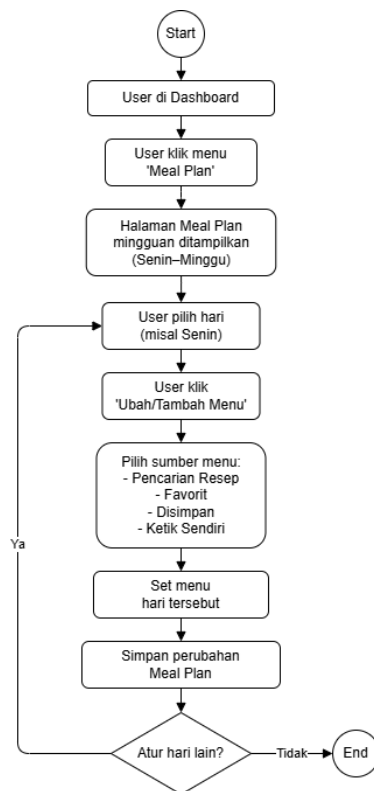 Start
User di Dashboard
User klik menu
'Meal Plan'
Halaman Meal Plan
mingguan ditampilkan
(Senin–Minggu)
User pilih hari
(misal Senin)
User klik
'Ubah/Tambah Menu'
Pilih sumber menu:
- Pencarian Resep
- Favorit
- Disimpan
- Ketik Sendiri
Ya
Set menu
hari tersebut
Simpan perubahan
Meal Plan
Atur hari lain?
Tidak
End